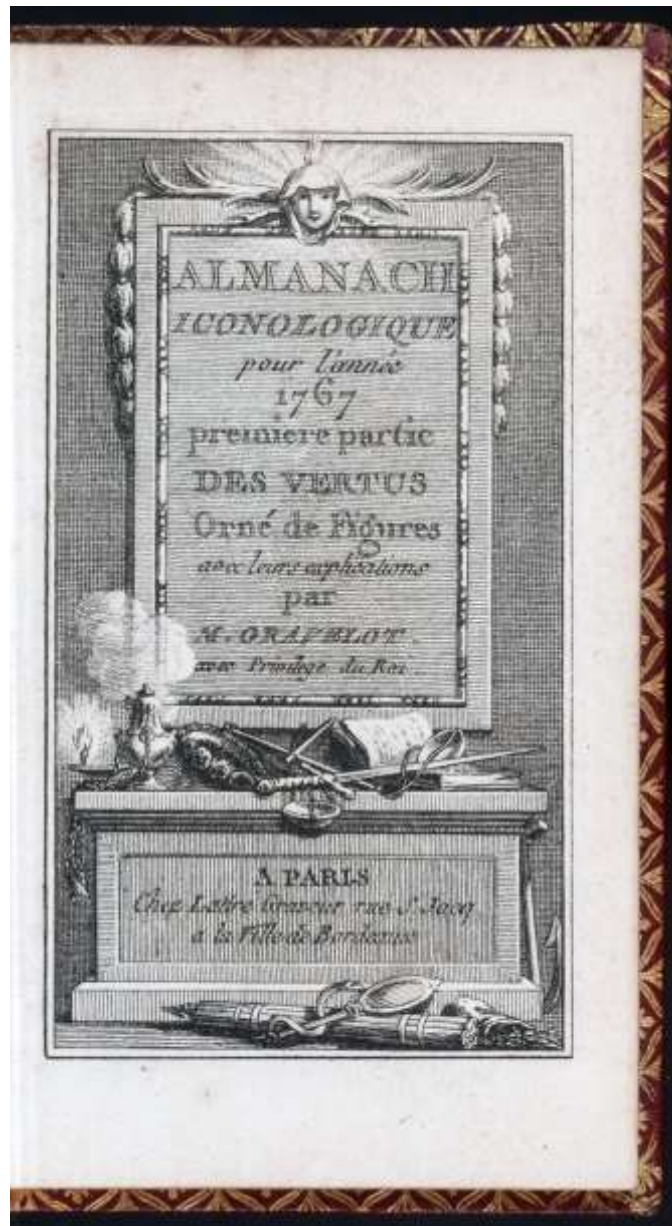 ALMANACH
ICONOLOGIQUE
pour l'année
1767
premiere partie
DES VERTUS
Orné de Figures
avec leurs explications
par
M. GRAVELOT.
avec Privilege du Roi.
A PARIS
Chez Lattré Graveur rue S. Jacq.
a la Ville de Bordeaux